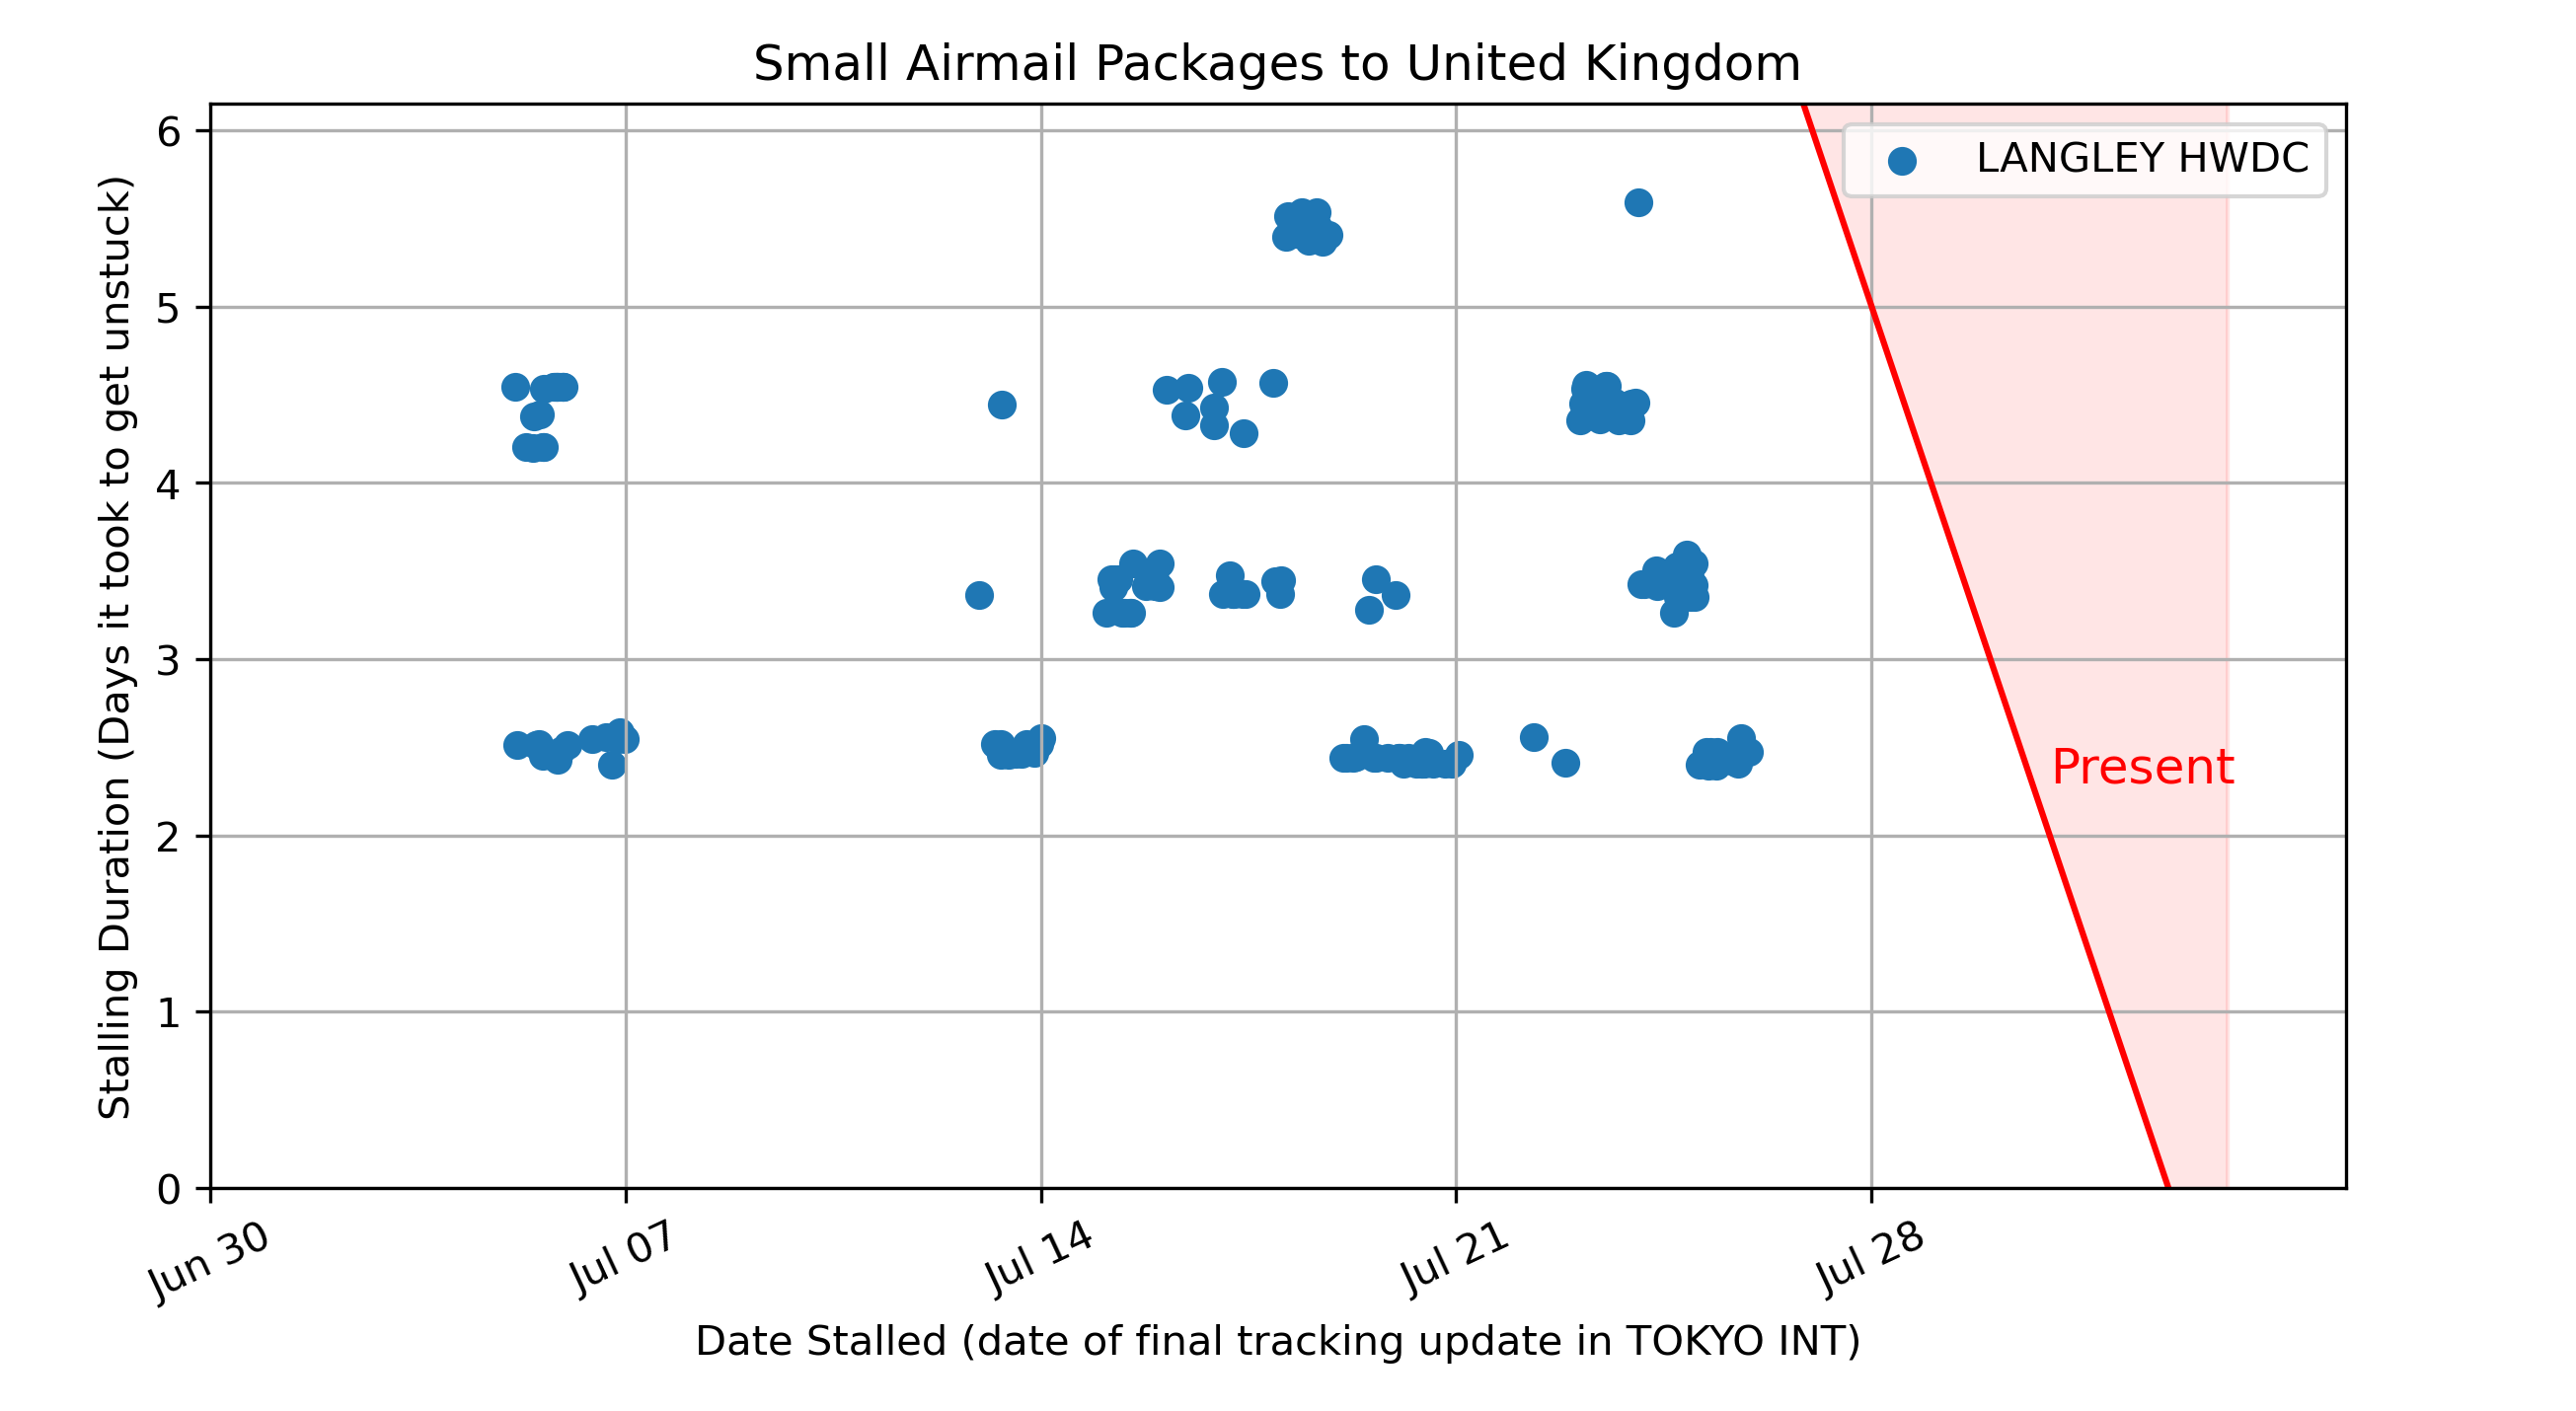 Small Airmail Packages to United Kingdom
LANGLEY HWDC
Present
Stalling Duration (Days it took to get unstuck)
6
5
4
3
2
1
0
Jun 30
Jul 07
Jul 14
Jul 21
Jul 28
Date Stalled (date of final tracking update in TOKYO INT)